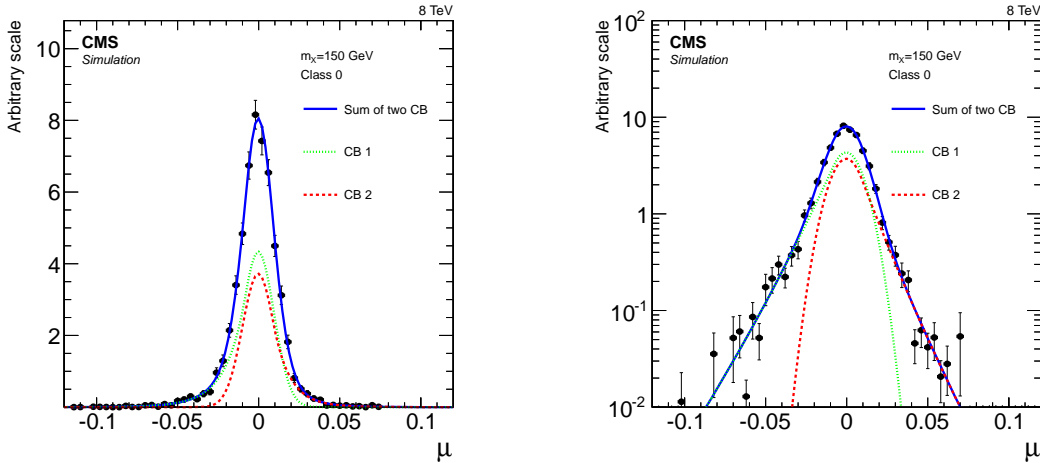 8 TeV
Arbitrary scale
CMS
Simulation
m_X=150 GeV
Class 0
Sum of two CB
CB 1
CB 2
10
8
6
4
2
-0.1 -0.05 0 0.05 0.1
μ
8 TeV
Arbitrary scale
CMS
Simulation
m_X=150 GeV
Class 0
Sum of two CB
CB 1
CB 2
10^2
10
1
10^-1
10^-2
-0.1 -0.05 0 0.05 0.1
μ